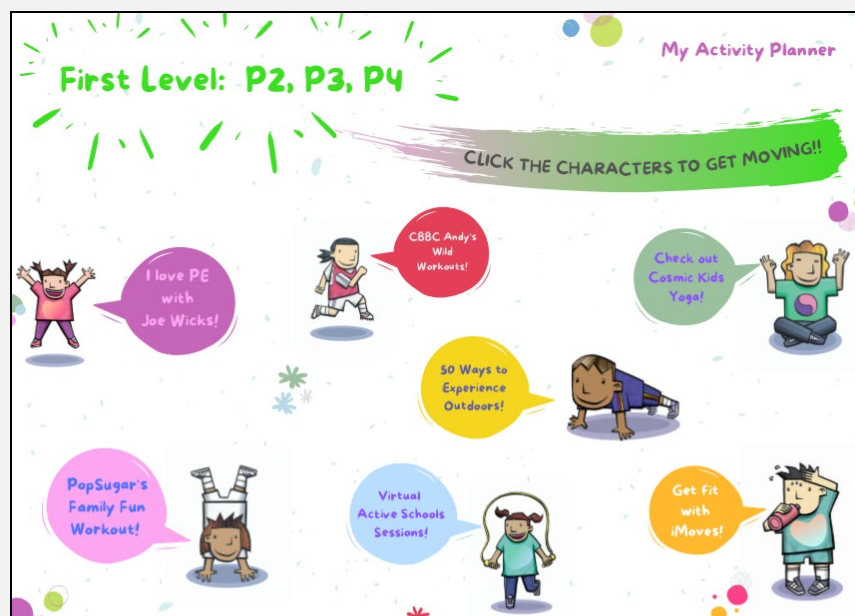 My Activity Planner
First Level: P2, P3, P4
CLICK THE CHARACTERS TO GET MOVING!!
I love PE
with
Joe Wicks!
CBBC Andy's
Wild
Workouts!
Check out
Cosmic Kids
Yoga!
50 Ways to
Experience
Outdoors!
PopSugar's
Family Fun
Workout!
Virtual
Active Schools
Sessions!
Get fit
with
iMoves!